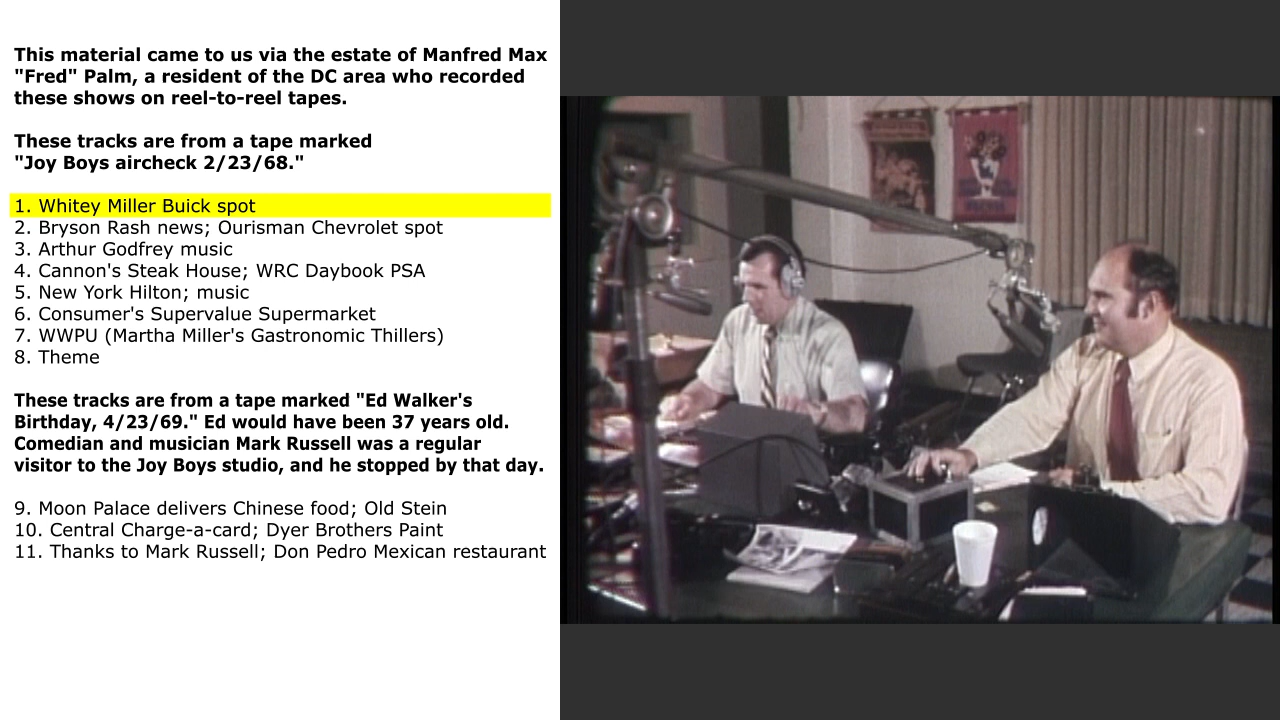 This material came to us via the estate of Manfred Max
"Fred" Palm, a resident of the DC area who recorded
these shows on reel-to-reel tapes.
These tracks are from a tape marked
"Joy Boys aircheck 2/23/68."
1. Whitey Miller Buick spot
2. Bryson Rash news; Ourisman Chevrolet spot
3. Arthur Godfrey music
4. Cannon's Steak House; WRC Daybook PSA
5. New York Hilton; music
6. Consumer's Supervalue Supermarket
7. WWPU (Martha Miller's Gastronomic Thillers)
8. Theme
These tracks are from a tape marked "Ed Walker's
Birthday, 4/23/69." Ed would have been 37 years old.
Comedian and musician Mark Russell was a regular
visitor to the Joy Boys studio, and he stopped by that day.
9. Moon Palace delivers Chinese food; Old Stein
10. Central Charge-a-card; Dyer Brothers Paint
11. Thanks to Mark Russell; Don Pedro Mexican restaurant